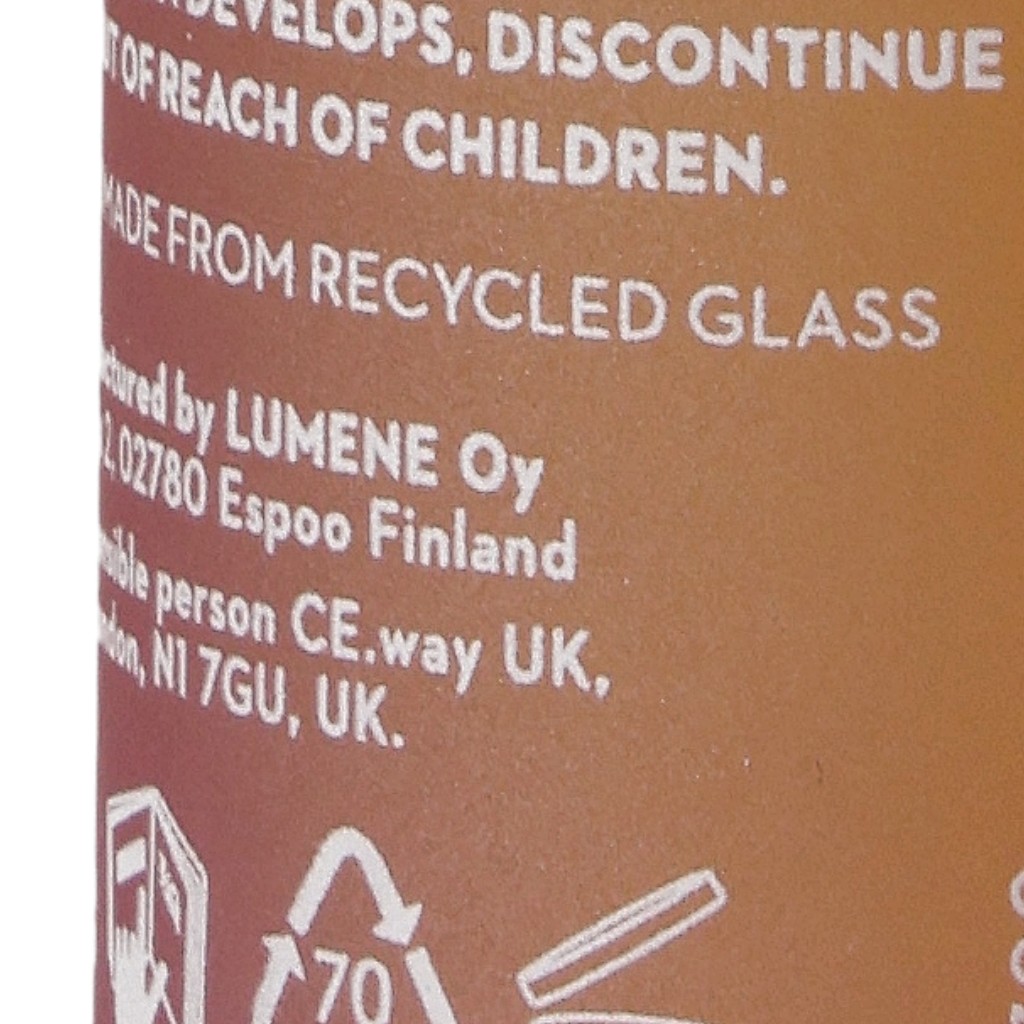 DEVELOPS, DISCONTINUE
OF REACH OF CHILDREN.
MADE FROM RECYCLED GLASS
by LUMENE Oy
02780 Espoo Finland
person CE.way UK,
N1 7GU, UK.
70